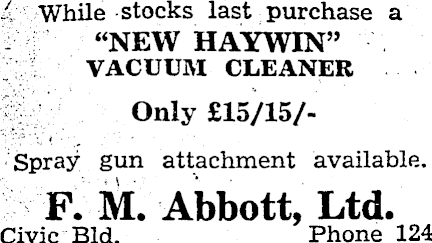 While stocks last purchase a
“NEW HAYWIN”
VACUUM CLEANER
Only £15/15/-
Spray gun attachment available.
F. M. Abbott, Ltd.
Civic Bld. Phone 124